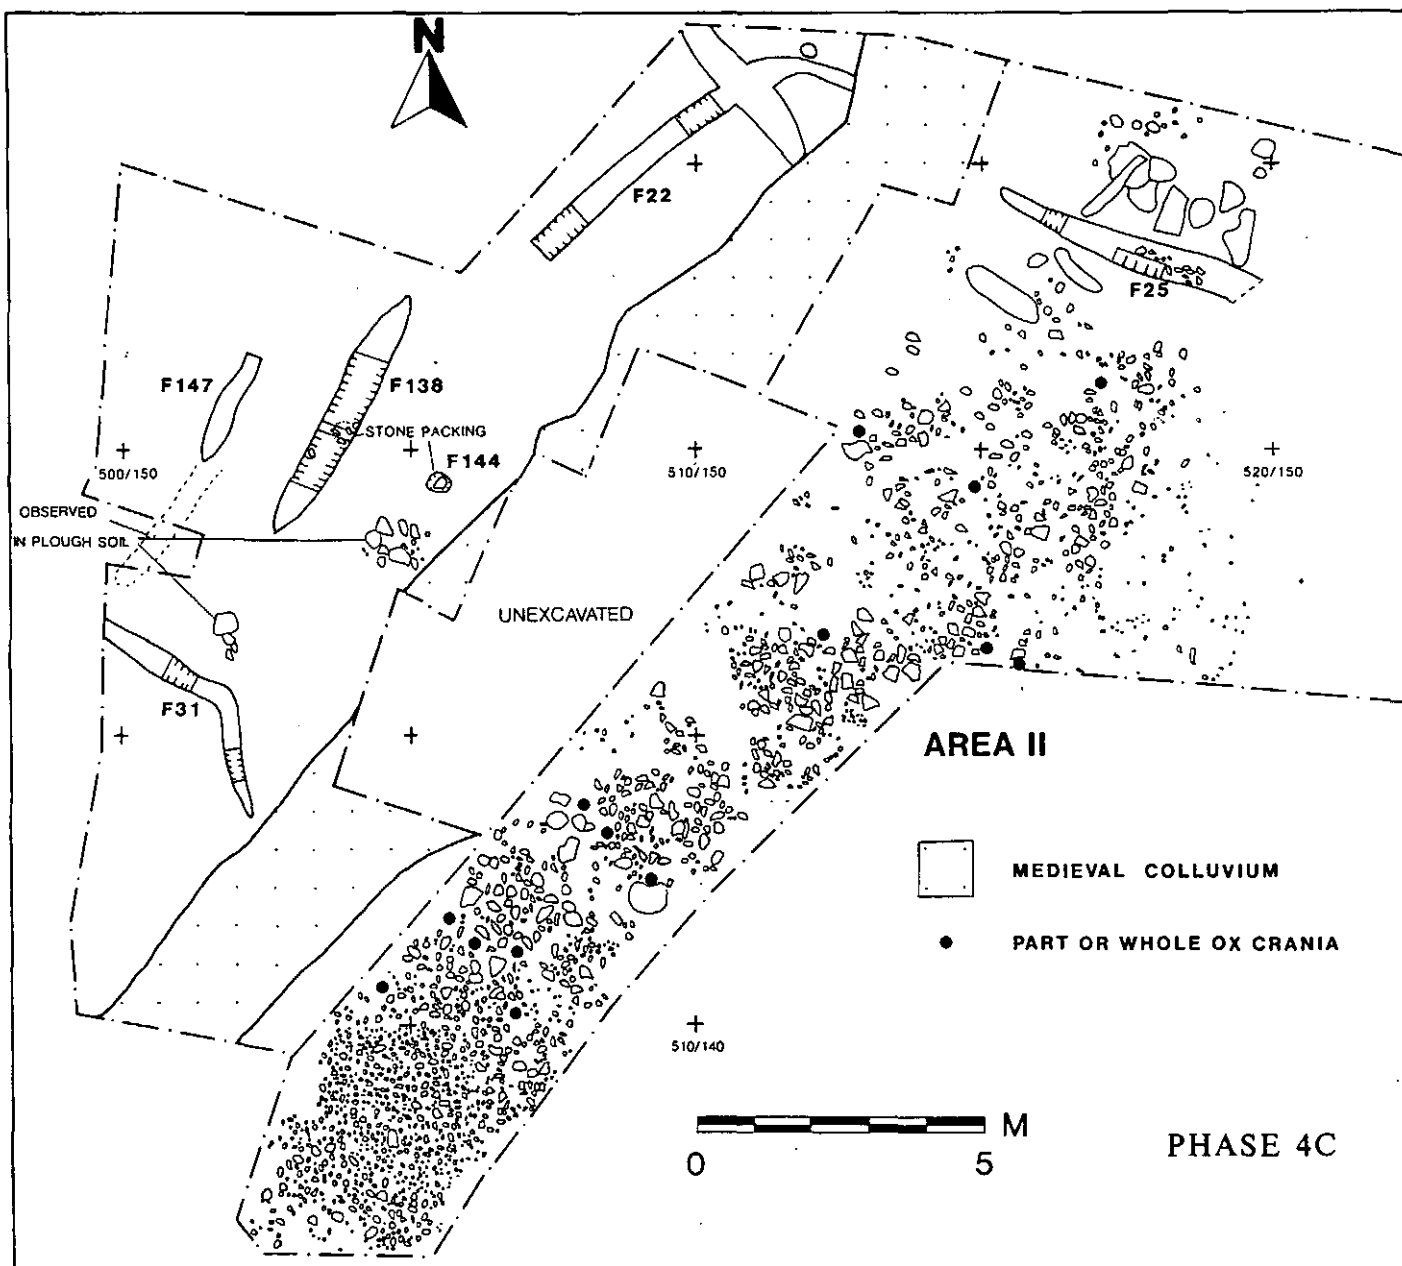 N
F22
F25
F147
F138
STONE PACKING
F144
500/150
510/150
520/150
OBSERVED
IN PLOUGH SOIL
UNEXCAVATED
F31
AREA II
MEDIEVAL COLLUVIUM
PART OR WHOLE OX CRANIA
510/140
M
0 5
PHASE 4C